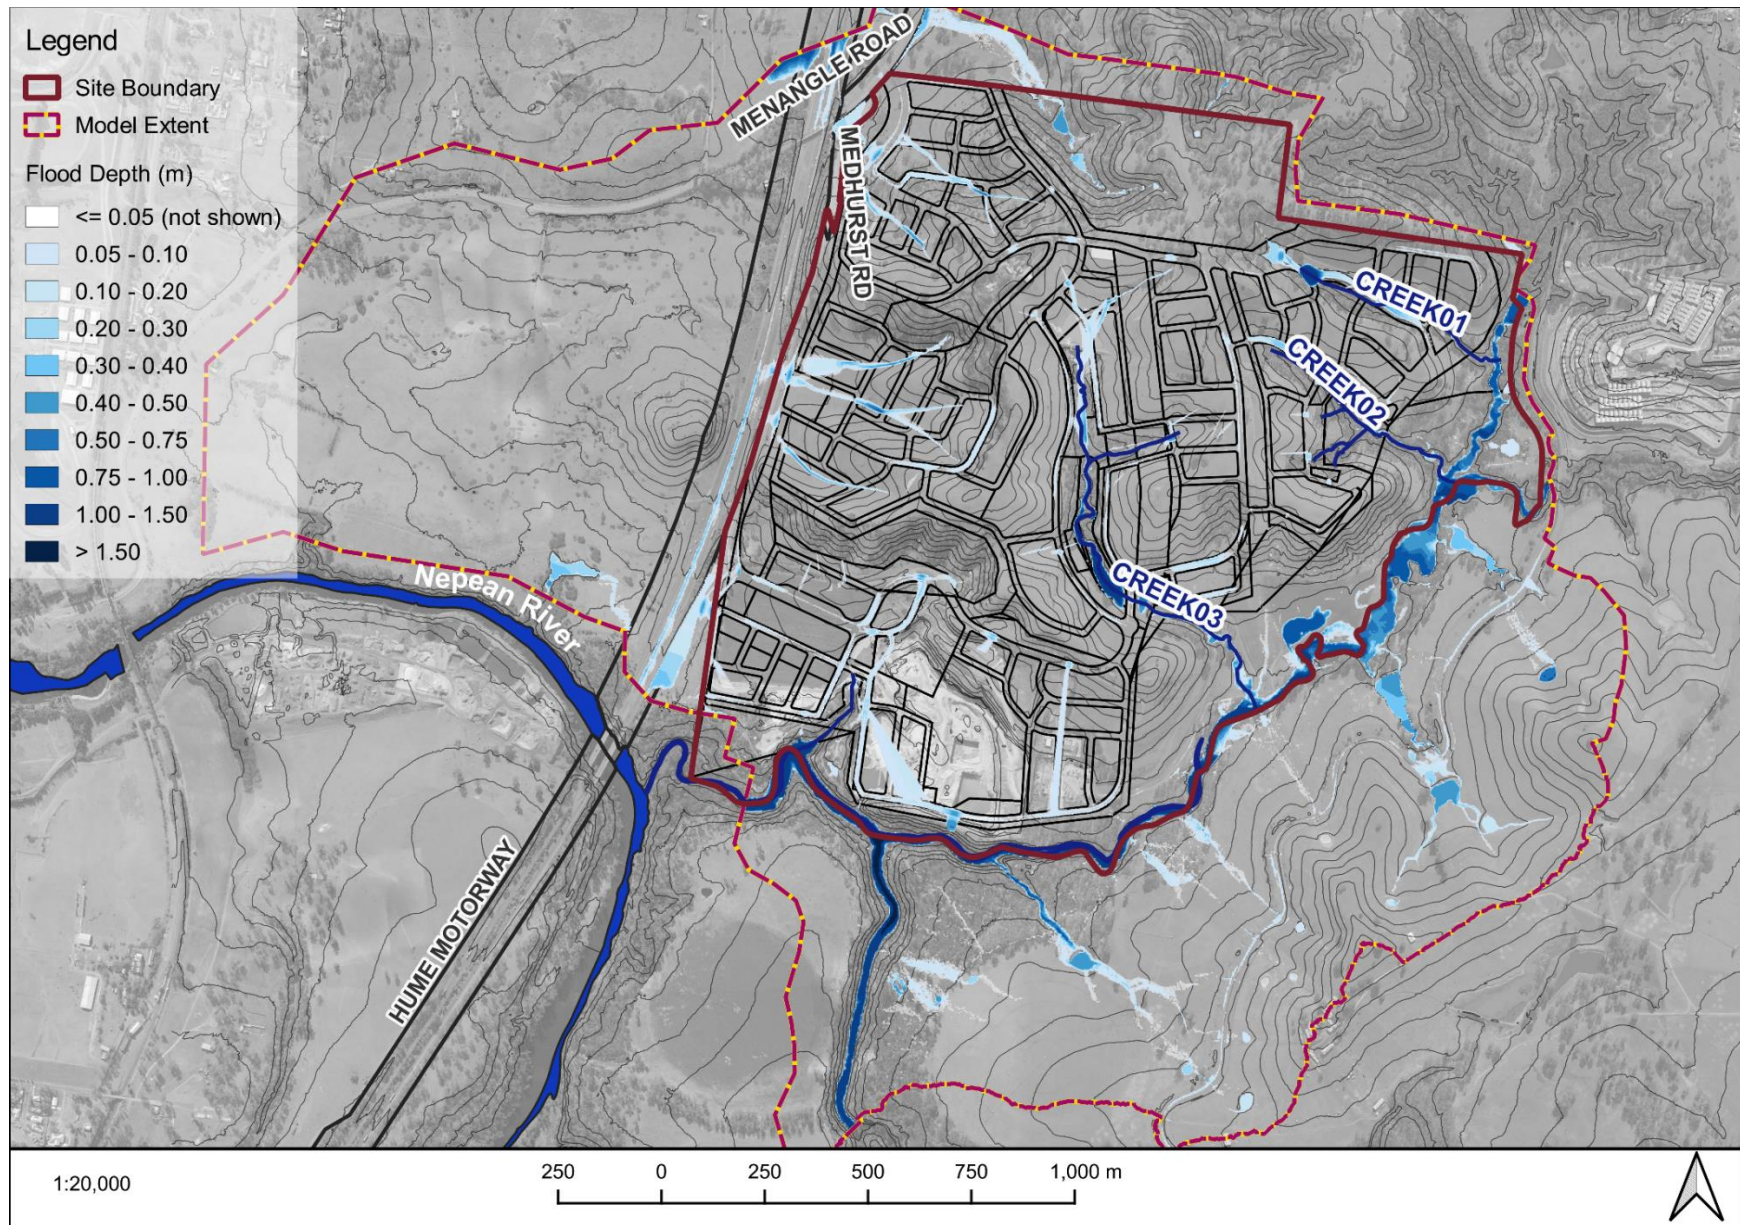 Legend
Site Boundary
Model Extent
Flood Depth (m)
<= 0.05 (not shown)
0.05 - 0.10
0.10 - 0.20
0.20 - 0.30
0.30 - 0.40
0.40 - 0.50
0.50 - 0.75
0.75 - 1.00
1.00 - 1.50
> 1.50
MENANGLE ROAD
MEDHURST RD
CREEK01
CREEK02
CREEK03
Nepean River
HUME MOTORWAY
1:20,000
250 0 250 500 750 1,000 m